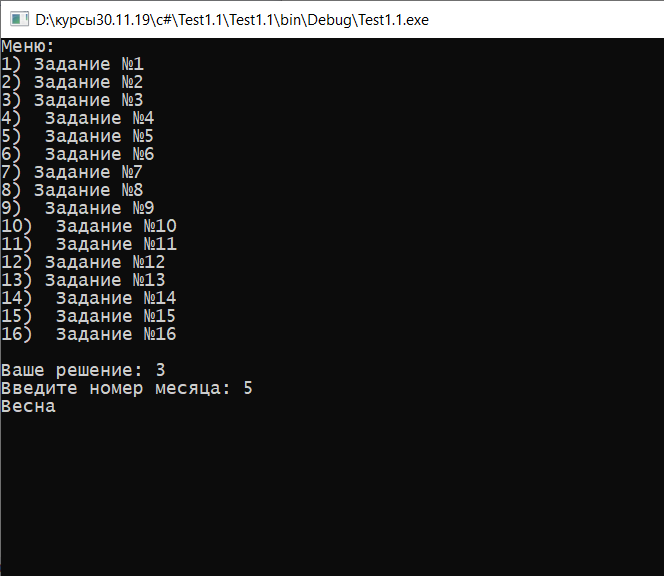 D:\курсы30.11.19\c#\Test1.1\Test1.1\bin\Debug\Test1.1.exe
Меню:
1) Задание №1
2) Задание №2
3) Задание №3
4)  Задание №4
5)  Задание №5
6)  Задание №6
7) Задание №7
8) Задание №8
9)  Задание №9
10)  Задание №10
11)  Задание №11
12) Задание №12
13) Задание №13
14)  Задание №14
15)  Задание №15
16)  Задание №16
Ваше решение: 3
Введите номер месяца: 5
Весна